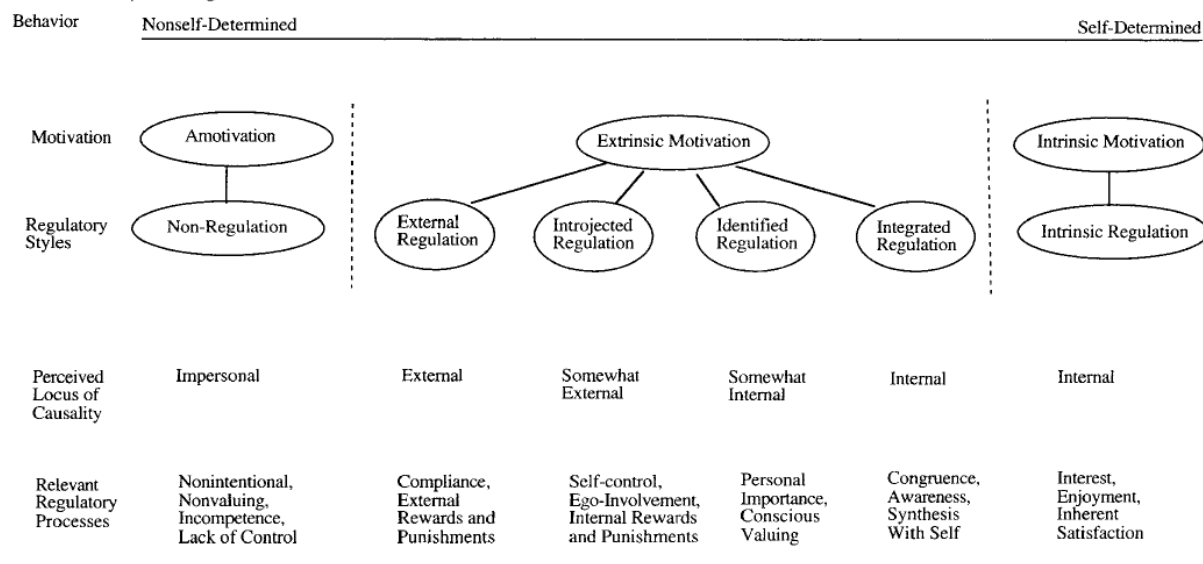 Behavior
Nonself-Determined
Self-Determined
Motivation
Amotivation
Extrinsic Motivation
Intrinsic Motivation
Regulatory
Styles
Non-Regulation
External
Regulation
Introjected
Regulation
Identified
Regulation
Integrated
Regulation
Intrinsic Regulation
Perceived
Locus of
Causality
Impersonal
External
Somewhat
External
Somewhat
Internal
Internal
Internal
Relevant
Regulatory
Processes
Nonintentional,
Nonvaluing,
Incompetence,
Lack of Control
Compliance,
External
Rewards and
Punishments
Self-control,
Ego-Involvement,
Internal Rewards
and Punishments
Personal
Importance,
Conscious
Valuing
Congruence,
Awareness,
Synthesis
With Self
Interest,
Enjoyment,
Inherent
Satisfaction